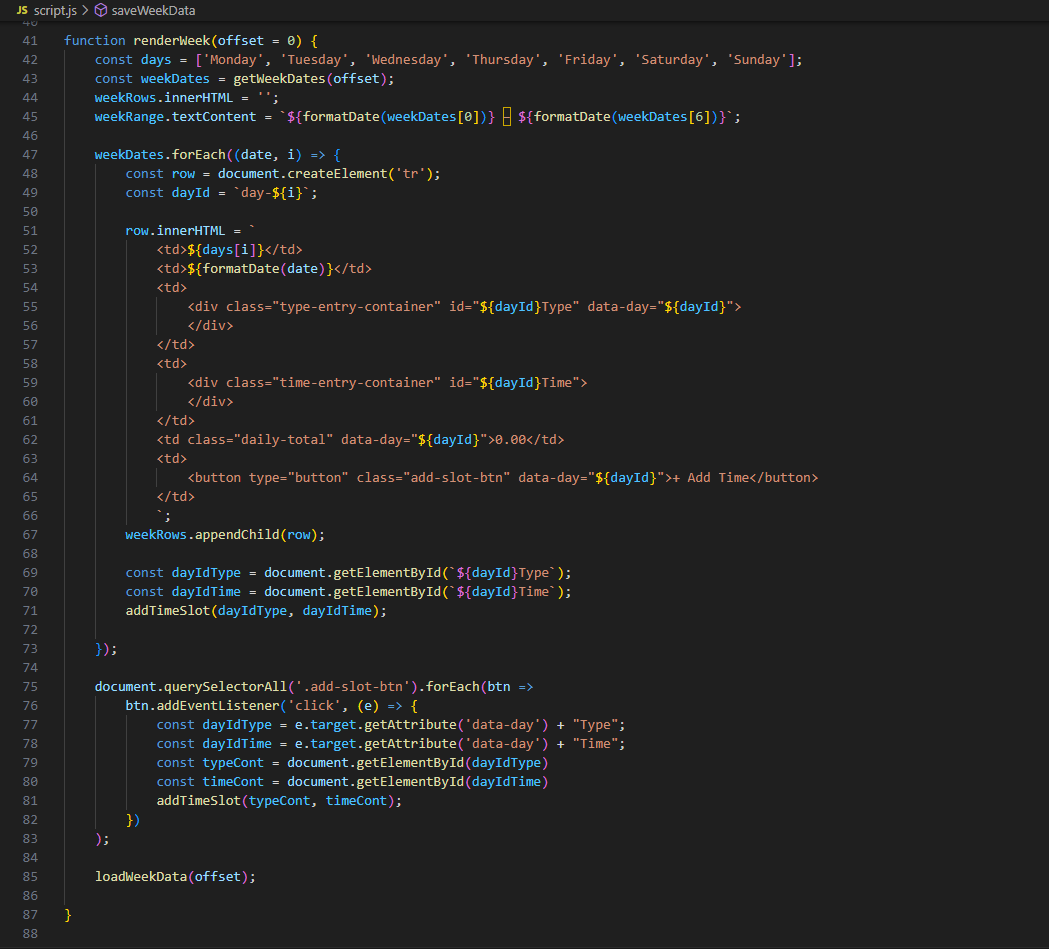 JS script.js > saveWeekData
40
41 function renderWeek(offset = 0) {
42     const days = ['Monday', 'Tuesday', 'Wednesday', 'Thursday', 'Friday', 'Saturday', 'Sunday'];
43     const weekDates = getWeekDates(offset);
44     weekRows.innerHTML = '';
45     weekRange.textContent = `${formatDate(weekDates[0])} – ${formatDate(weekDates[6])}`;
46
47     weekDates.forEach((date, i) => {
48         const row = document.createElement('tr');
49         const dayId = `day-${i}`;
50
51         row.innerHTML = `
52             <td>${days[i]}</td>
53             <td>${formatDate(date)}</td>
54             <td>
55                 <div class="type-entry-container" id="${dayId}Type" data-day="${dayId}">
56                 </div>
57             </td>
58             <td>
59                 <div class="time-entry-container" id="${dayId}Time">
60                 </div>
61             </td>
62             <td class="daily-total" data-day="${dayId}">0.00</td>
63             <td>
64                 <button type="button" class="add-slot-btn" data-day="${dayId}">+ Add Time</button>
65             </td>
66             `;
67         weekRows.appendChild(row);
68
69         const dayIdType = document.getElementById(`${dayId}Type`);
70         const dayIdTime = document.getElementById(`${dayId}Time`);
71         addTimeSlot(dayIdType, dayIdTime);
72
73     });
74
75     document.querySelectorAll('.add-slot-btn').forEach(btn =>
76         btn.addEventListener('click', (e) => {
77             const dayIdType = e.target.getAttribute('data-day') + "Type";
78             const dayIdTime = e.target.getAttribute('data-day') + "Time";
79             const typeCont = document.getElementById(dayIdType)
80             const timeCont = document.getElementById(dayIdTime)
81             addTimeSlot(typeCont, timeCont);
82         })
83     );
84
85     loadWeekData(offset);
86
87 }
88